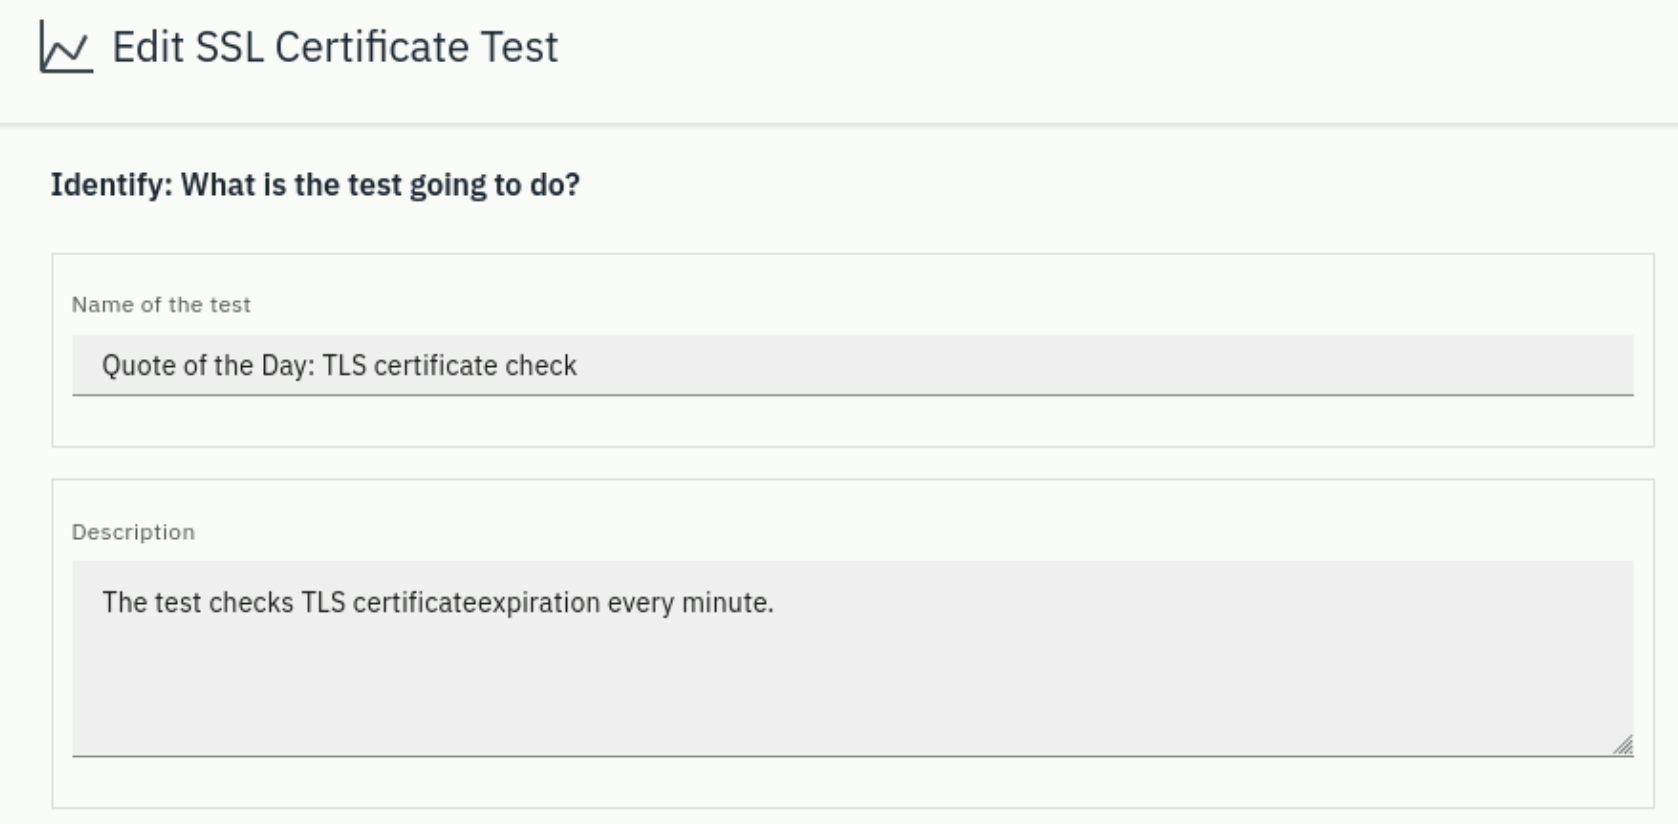 Edit SSL Certificate Test
Identify: What is the test going to do?
Name of the test
Quote of the Day: TLS certificate check
Description
The test checks TLS certificateexpiration every minute.